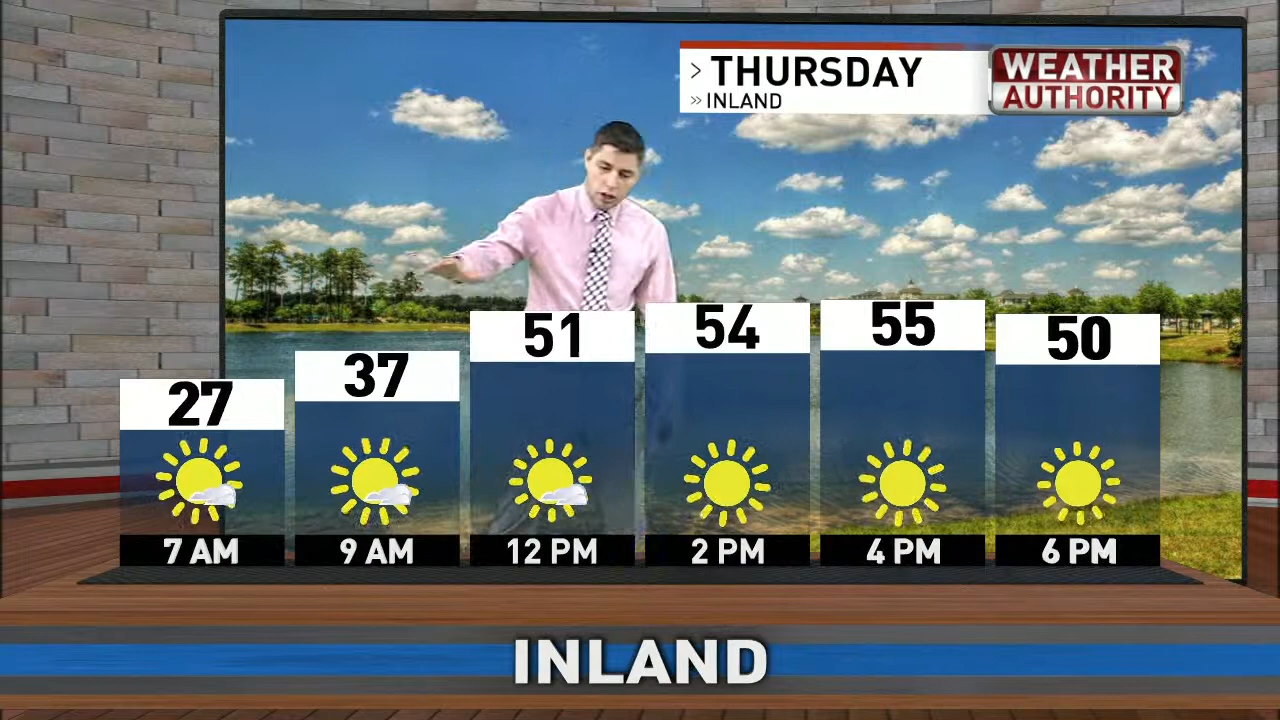 > THURSDAY
» INLAND
WEATHER
AUTHORITY
27
37
51
54
55
50
7 AM
9 AM
12 PM
2 PM
4 PM
6 PM
INLAND